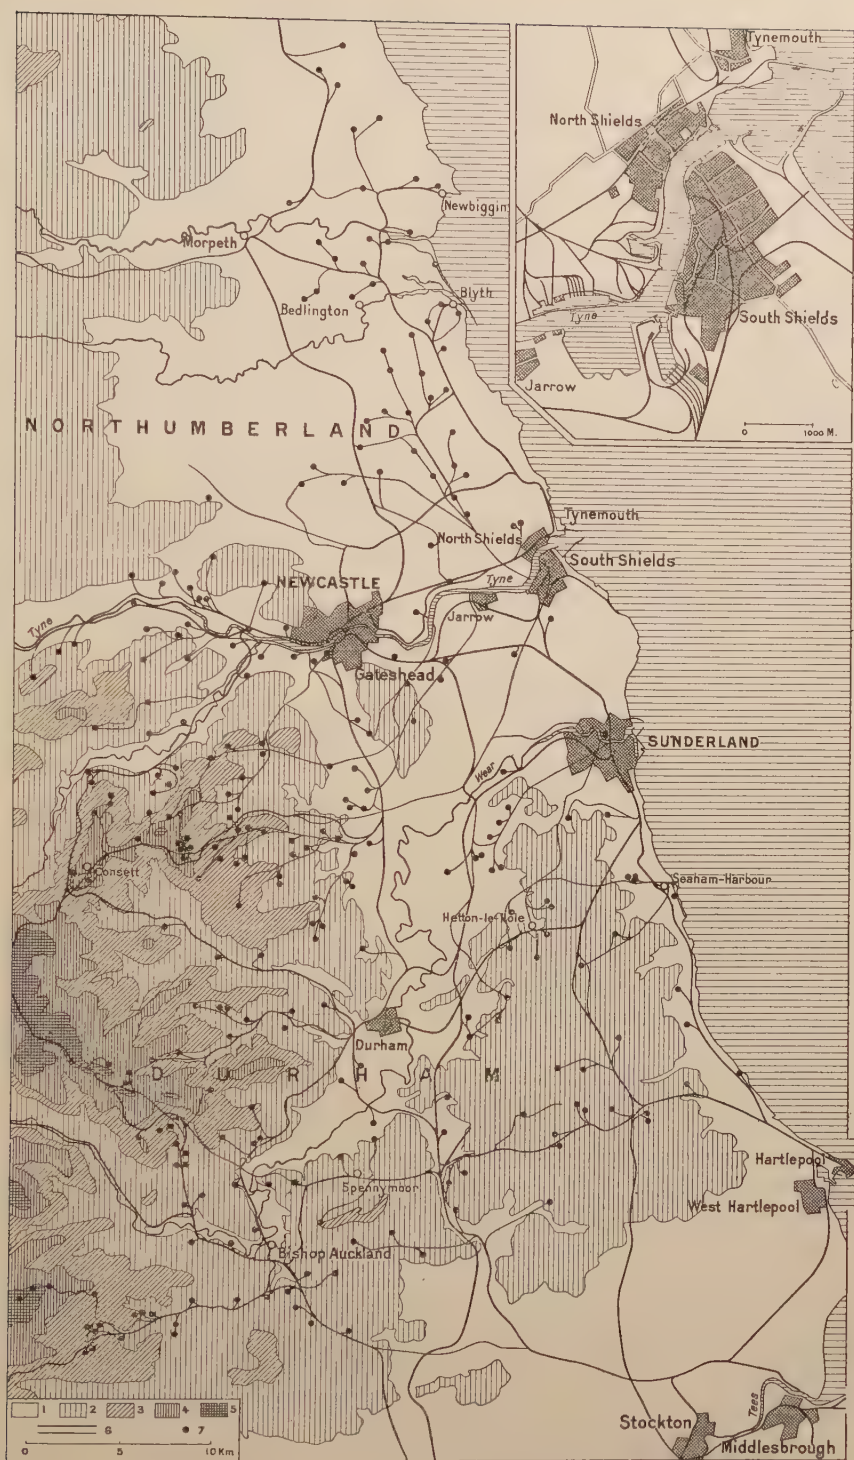 Tynemouth
North Shields
Tyne
South Shields
Jarrow
0 1000 M.
Newbiggin
Morpeth
Bedlington
Blyth
NORTHUMBERLAND
Tynemouth
North Shields
South Shields
NEWCASTLE
Tyne
Tyne
Jarrow
Gateshead
SUNDERLAND
Wear
Consett
Seaham-Harbour
Hetton-le-Hole
Durham
DURHAM
Hartlepool
Spennymoor
West Hartlepool
Bishop Auckland
1 2 3 4 5
6 7
0 5 10 Km
Stockton
Tees
Middlesbrough